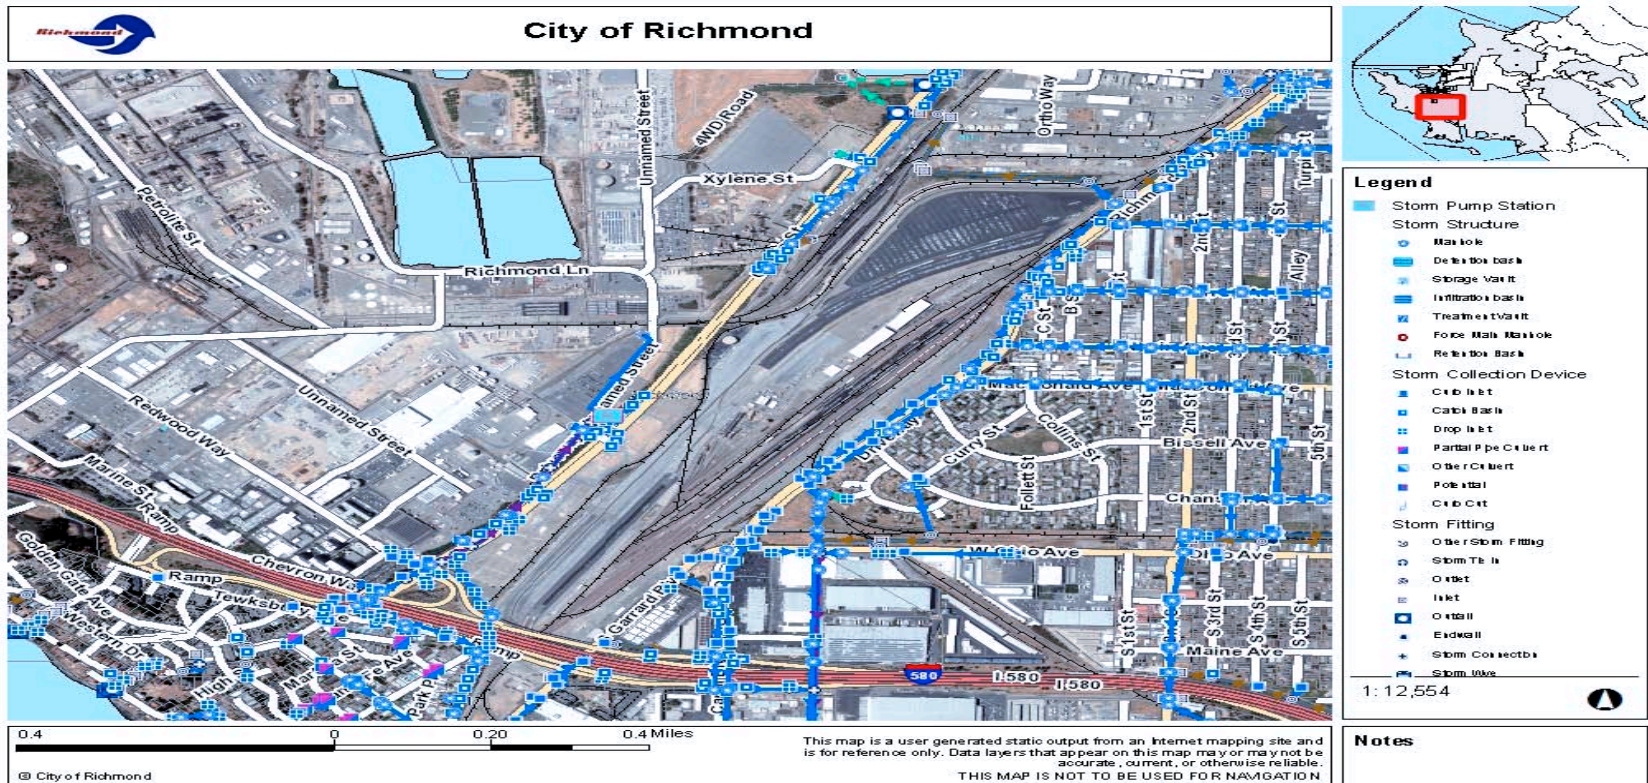 Richmond
City of Richmond
Ortho Way
4WD Road
Unnamed Street
Xylene St
Petrolite St
Richmond Ln
Turpin Ct
2nd St
Alley
C St
B St
3rd St
Macdonald Ave
1st St
2nd St
Bissell Ave
5th St
Collins St
Curry St
Follett St
Unnamed Street
Redwood Way
Marine St
Ramp
Chevron Wa
Ramp
Golden Gate Ave
Western Dr
Tewksbury
Garrard
W Ohio Ave
Ohio Ave
S 1st St
S 3rd St
S 4th St
S 5th St
Maine Ave
580
I.580
I.580
Park P
Legend
Storm Pump Station
Storm Structure
Manhole
Detention basin
Storage Vault
Infiltration basin
Treatment Vault
Force Main Manhole
Retention Basin
Storm Collection Device
Curb Inlet
Catch Basin
Drop Inlet
Partial Pipe Culvert
Other Culvert
Potential
Curb Cut
Storm Fitting
Other Storm Fitting
Storm Tie In
Outlet
Inlet
Outfall
Endwall
Storm Connection
1: 12,554
0.4
0
0.20
0.4 Miles
This map is a user generated static output from an Internet mapping site and
is for reference only. Data layers that appear on this map may or may not be
accurate, current, or otherwise reliable.
THIS MAP IS NOT TO BE USED FOR NAVIGATION
© City of Richmond
Notes